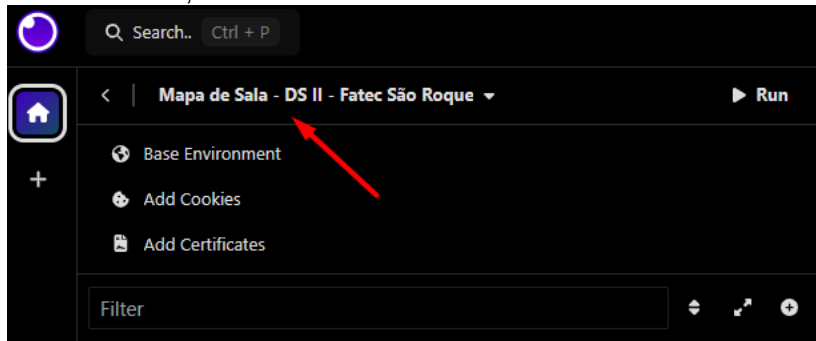 Search.. Ctrl + P
Mapa de Sala - DS II - Fatec São Roque
Run
Base Environment
Add Cookies
Add Certificates
Filter